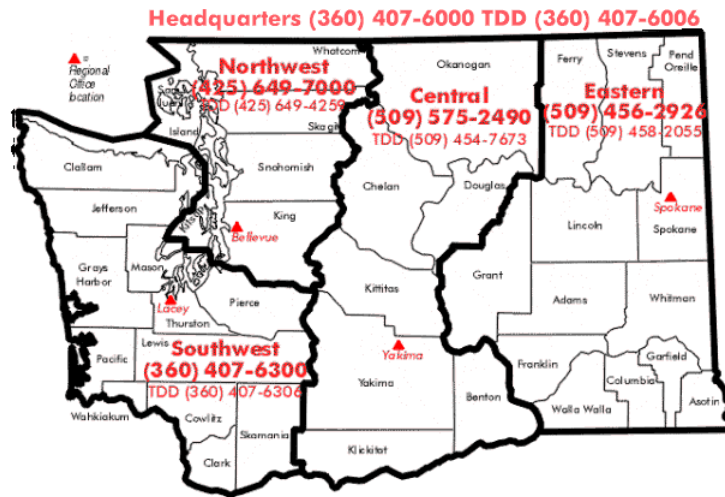 Headquarters (360) 407-6000 TDD (360) 407-6006
▲ =
Regional
Office
location
Whatcom
Northwest
(425) 649-7000
TDD (425) 649-4259
Island
Skagit
Snohomish
King
Bellevue
Kitsap
Okanogan
Central
(509) 575-2490
TDD (509) 454-7673
Chelan
Douglas
Kittitas
Yakima
Yakima
Benton
Klickitat
Ferry
Stevens
Pend
Oreille
Eastern
(509) 456-2926
TDD (509) 458-2055
Spokane
Spokane
Lincoln
Grant
Adams
Whitman
Franklin
Garfield
Columbia
Walla Walla
Asotin
Clallam
Jefferson
Grays
Harbor
Mason
Lacey
Thurston
Pierce
Pacific
Lewis
Southwest
(360) 407-6300
TDD (360) 407-6306
Wahkiakum
Cowlitz
Skamania
Clark